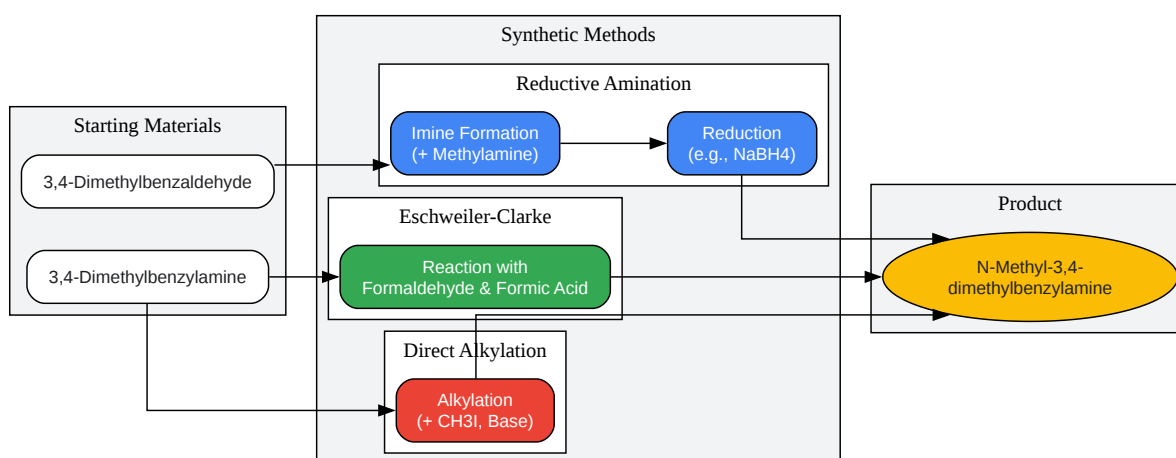 Synthetic Methods
Reductive Amination
Starting Materials
Imine Formation
(+ Methylamine)
Reduction
(e.g., NaBH4)
3,4-Dimethylbenzaldehyde
Product
Eschweiler-Clarke
3,4-Dimethylbenzylamine
Reaction with
Formaldehyde & Formic Acid
N-Methyl-3,4-
dimethylbenzylamine
Direct Alkylation
Alkylation
(+ CH3I, Base)